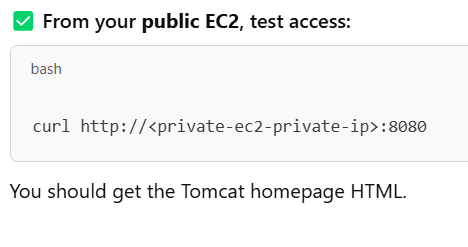 ✅ From your public EC2, test access:
bash
curl http://<private-ec2-private-ip>:8080
You should get the Tomcat homepage HTML.